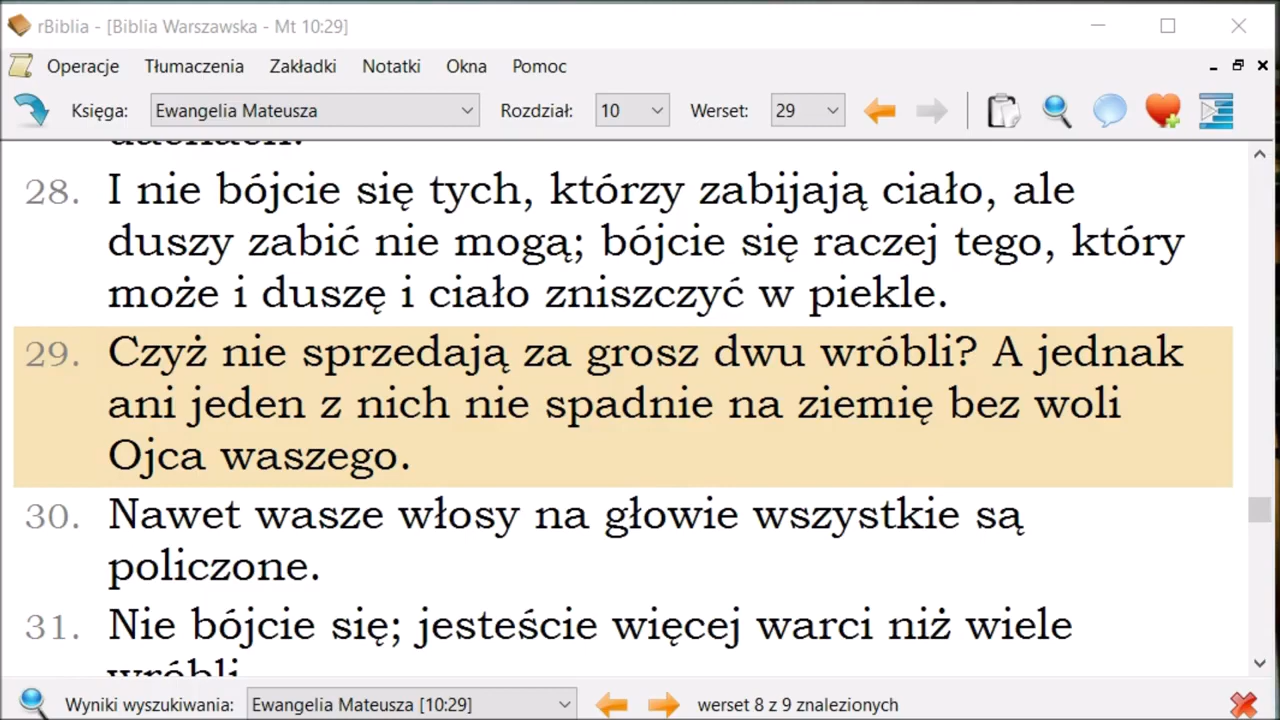 rBiblia - [Biblia Warszawska - Mt 10:29]
Operacje Tłumaczenia Zakładki Notatki Okna Pomoc
Księga: Ewangelia Mateusza Rozdział: 10 Werset: 29
dachach.
28. I nie bójcie się tych, którzy zabijają ciało, ale
duszy zabić nie mogą; bójcie się raczej tego, który
może i duszę i ciało zniszczyć w piekle.
29. Czyż nie sprzedają za grosz dwu wróbli? A jednak
ani jeden z nich nie spadnie na ziemię bez woli
Ojca waszego.
30. Nawet wasze włosy na głowie wszystkie są
policzone.
31. Nie bójcie się; jesteście więcej warci niż wiele
wróbli
Wyniki wyszukiwania: Ewangelia Mateusza [10:29] werset 8 z 9 znalezionych